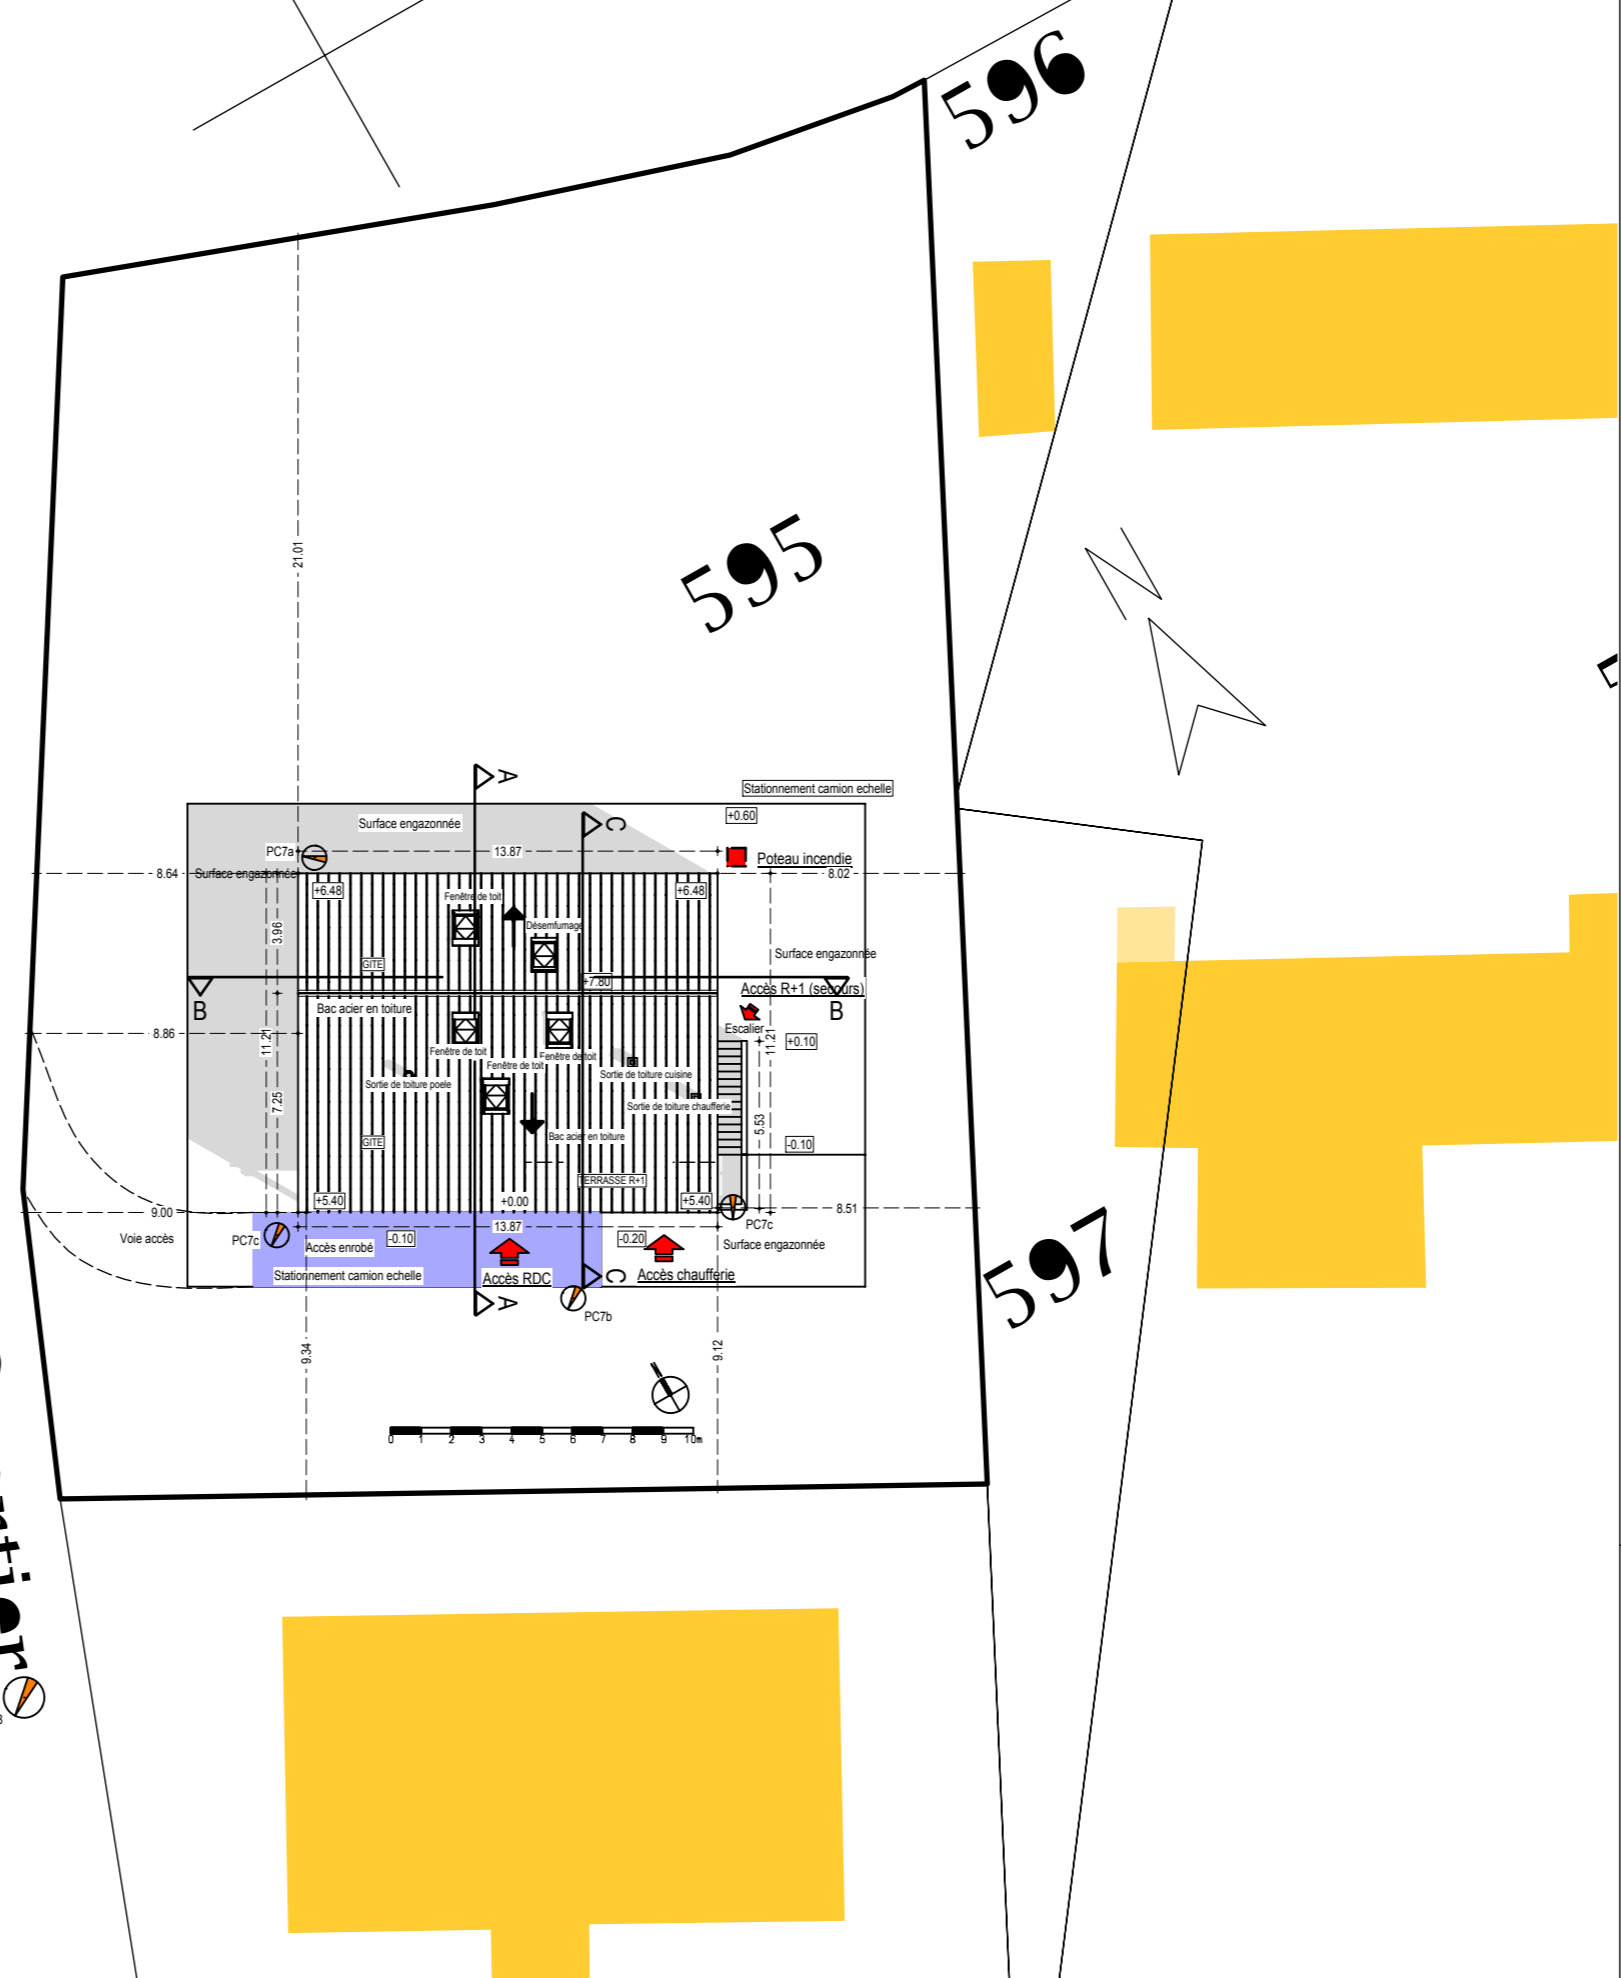 596
595
21.01
A
Stationnement camion echelle
+0.60
Surface engazonnée
C
PC7a
13.87
Poteau incendie
8.64
Surface engazonnée
8.02
+6.48
+6.48
Fenêtre de toit
Désemfumage
3.96
Surface engazonnée
GITE
+7.80
Accès R+1 (secours)
B
Bac acier en toiture
B
Escalier
8.86
11.21
11.21
+0.10
Fenêtre de toit
Fenêtre de toit
Fenêtre de toit
Sortie de toiture cuisine
Sortie de toiture poele
7.25
Sortie de toiture chaufferie
5.53
GITE
Bac acier en toiture
-0.10
TERRASSE R+1
+5.40
+0.00
+5.40
9.00
8.51
Voie accès
PC7c
13.87
PC7c
-0.10
-0.20
Accès enrobé
Surface engazonnée
Stationnement camion echelle
Accès RDC
C
Accès chaufferie
A
PC7b
597
9.34
9.12
0 1 2 3 4 5 6 7 8 9 10m
rtier